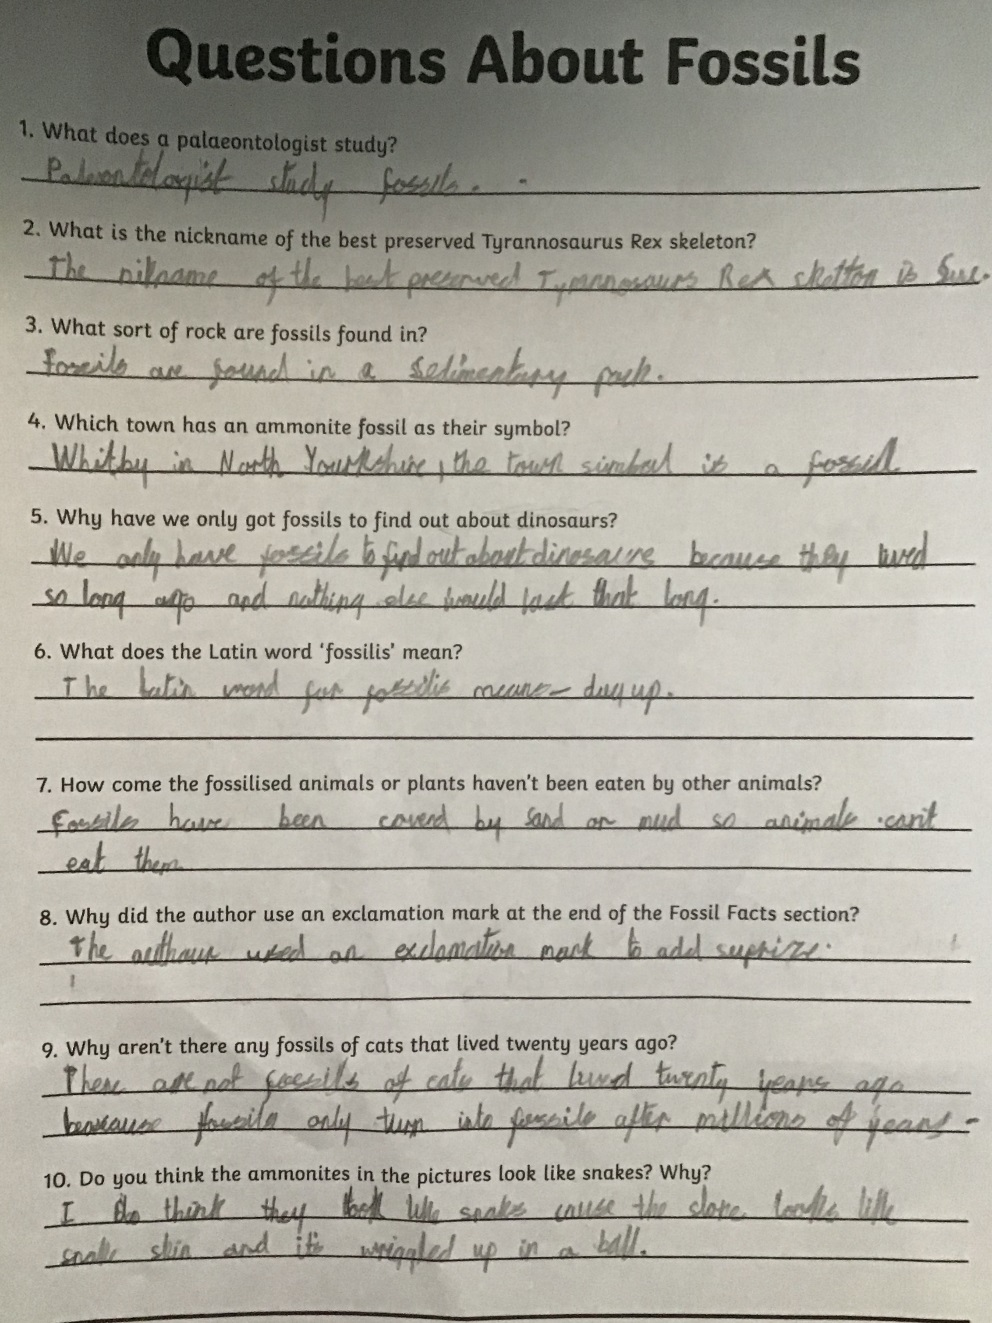 Questions About Fossils
1. What does a palaeontologist study?
Paleontologist study fossils.
2. What is the nickname of the best preserved Tyrannosaurus Rex skeleton?
The nikname of the best preserved Tyrannosaurs Rex skelton is Sue.
3. What sort of rock are fossils found in?
Fossils are found in a sedimentary rock.
4. Which town has an ammonite fossil as their symbol?
Whitby in North Yourkshire, the town simbal is a fossil.
5. Why have we only got fossils to find out about dinosaurs?
We only have fossils to find out about dinosaurs because they lived
so long ago and nothing else would last that long.
6. What does the Latin word ‘fossilis’ mean?
The Latin word for fossilis means dug up.
7. How come the fossilised animals or plants haven't been eaten by other animals?
Fossils have been coverd by sand or mud so animals can't
eat them
8. Why did the author use an exclamation mark at the end of the Fossil Facts section?
The authour used an exclamation mark to add suprize.
9. Why aren't there any fossils of cats that lived twenty years ago?
There are not fossils of cats that lived twenty years ago
because fossils only turn into fossils after millions of years.
10. Do you think the ammonites in the pictures look like snakes? Why?
I do think they look like snakes cause the stone looks like
snake skin and it's wriggled up in a ball.